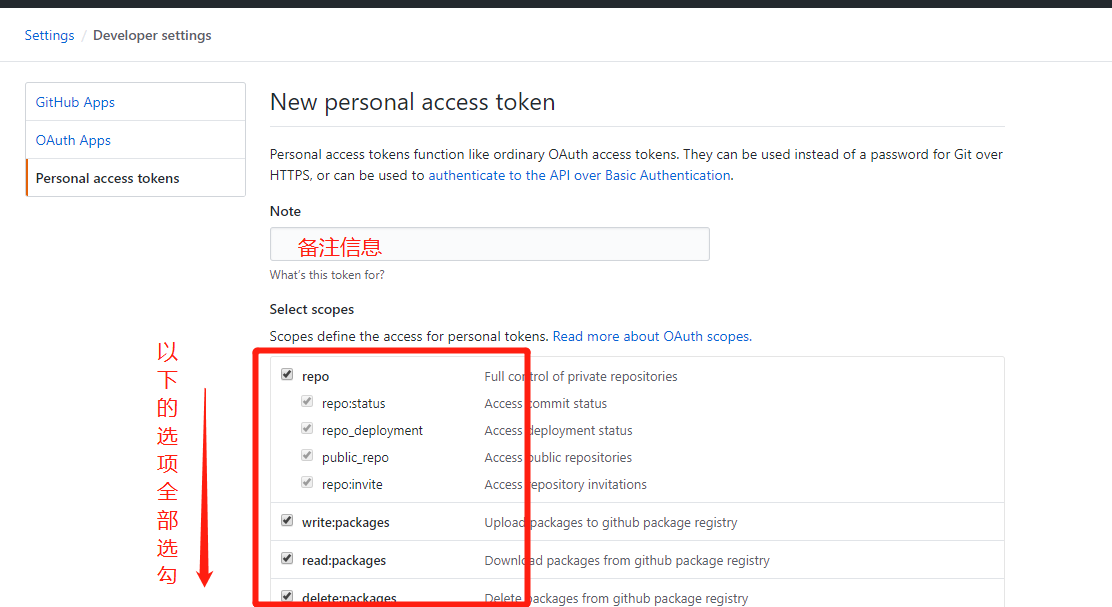 Settings / Developer settings
GitHub Apps
OAuth Apps
Personal access tokens
New personal access token
Personal access tokens function like ordinary OAuth access tokens. They can be used instead of a password for Git over
HTTPS, or can be used to authenticate to the API over Basic Authentication.
Note
备注信息
What's this token for?
Select scopes
Scopes define the access for personal tokens. Read more about OAuth scopes.
以下的选项全部选勾
repo Full control of private repositories
repo:status Access commit status
repo_deployment Access deployment status
public_repo Access public repositories
repo:invite Access repository invitations
write:packages Upload packages to github package registry
read:packages Download packages from github package registry
delete:packages Delete packages from github package registry